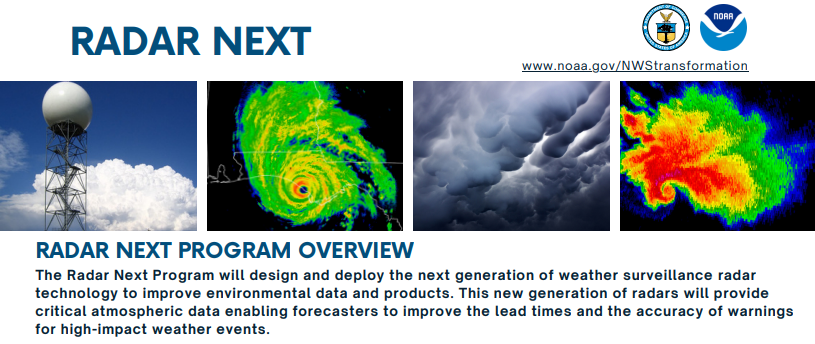 RADAR NEXT
NOAA
www.noaa.gov/NWStransformation
RADAR NEXT PROGRAM OVERVIEW
The Radar Next Program will design and deploy the next generation of weather surveillance radar
technology to improve environmental data and products. This new generation of radars will provide
critical atmospheric data enabling forecasters to improve the lead times and the accuracy of warnings
for high-impact weather events.